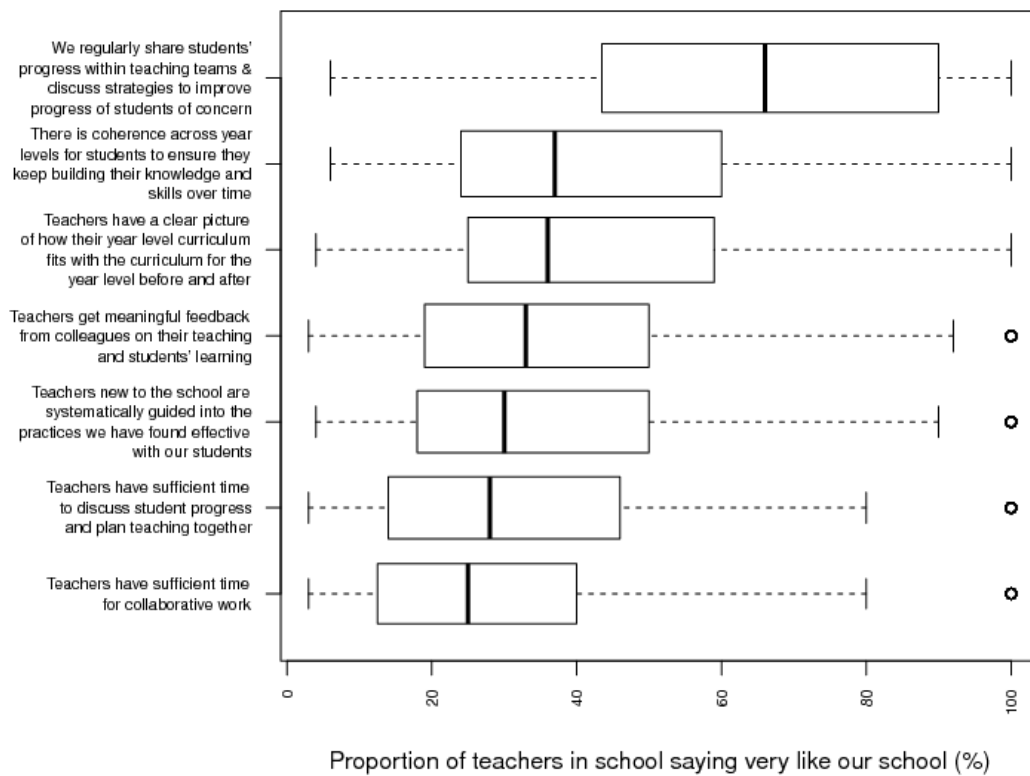 We regularly share students’
progress within teaching teams &
discuss strategies to improve
progress of students of concern
There is coherence across year
levels for students to ensure they
keep building their knowledge and
skills over time
Teachers have a clear picture
of how their year level curriculum
fits with the curriculum for the
year level before and after
Teachers get meaningful feedback
from colleagues on their teaching
and students’ learning
Teachers new to the school are
systematically guided into the
practices we have found effective
with our students
Teachers have sufficient time
to discuss student progress
and plan teaching together
Teachers have sufficient time
for collaborative work
0 20 40 60 80 100
Proportion of teachers in school saying very like our school (%)